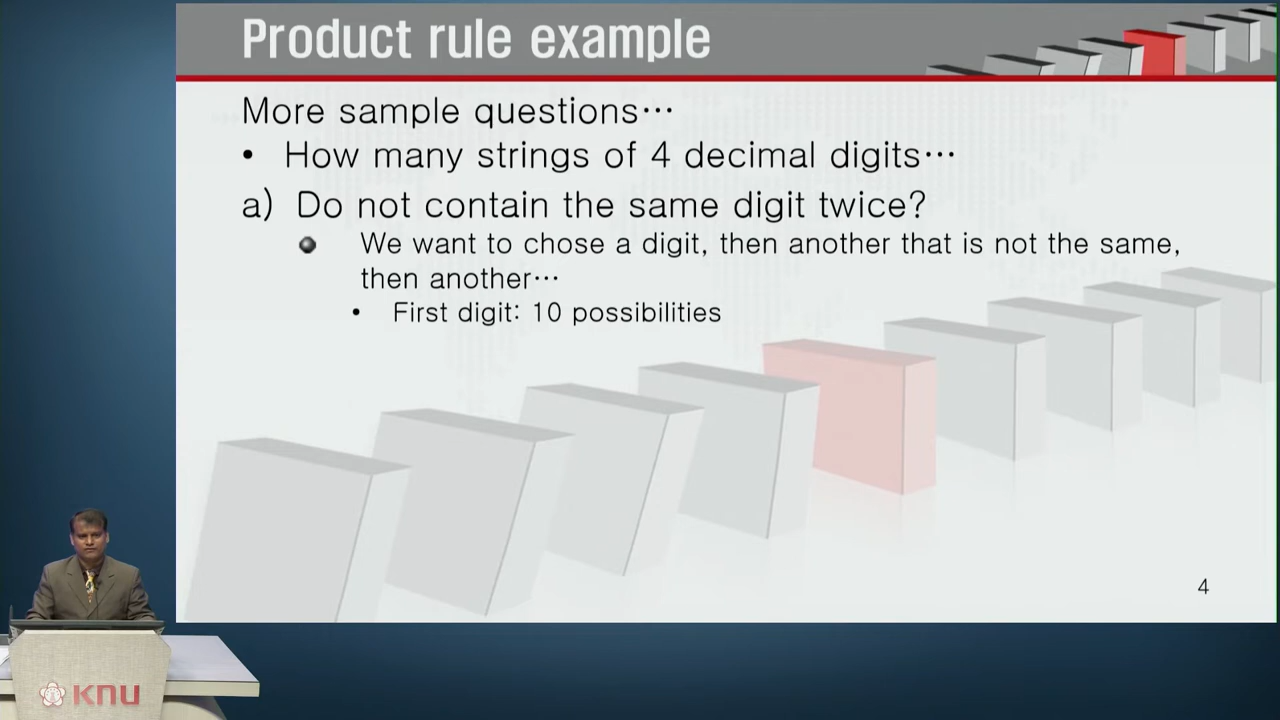 Product rule example
More sample questions…
• How many strings of 4 decimal digits…
a) Do not contain the same digit twice?
We want to chose a digit, then another that is not the same,
then another…
• First digit: 10 possibilities
4
KNU